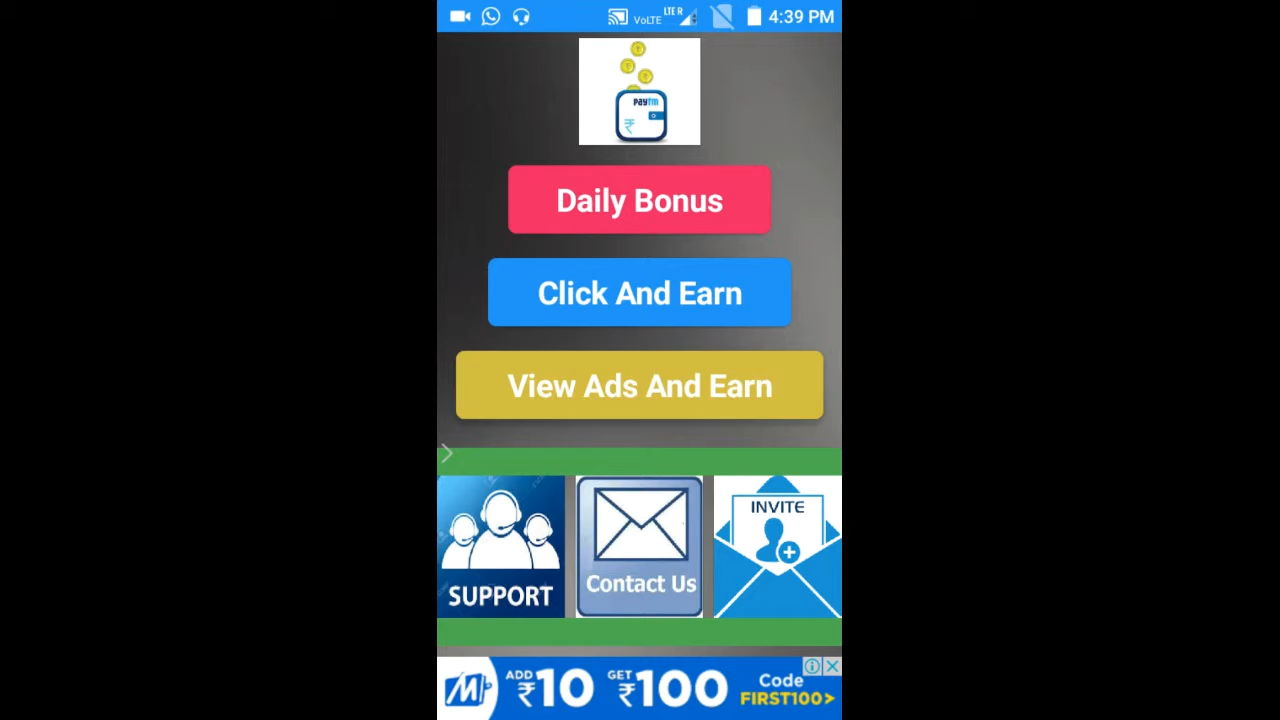 VoLTE LTE R 4:39 PM
paytm
₹
Daily Bonus
Click And Earn
View Ads And Earn
SUPPORT
Contact Us
INVITE
ADD ₹10 GET ₹100 Code FIRST100>